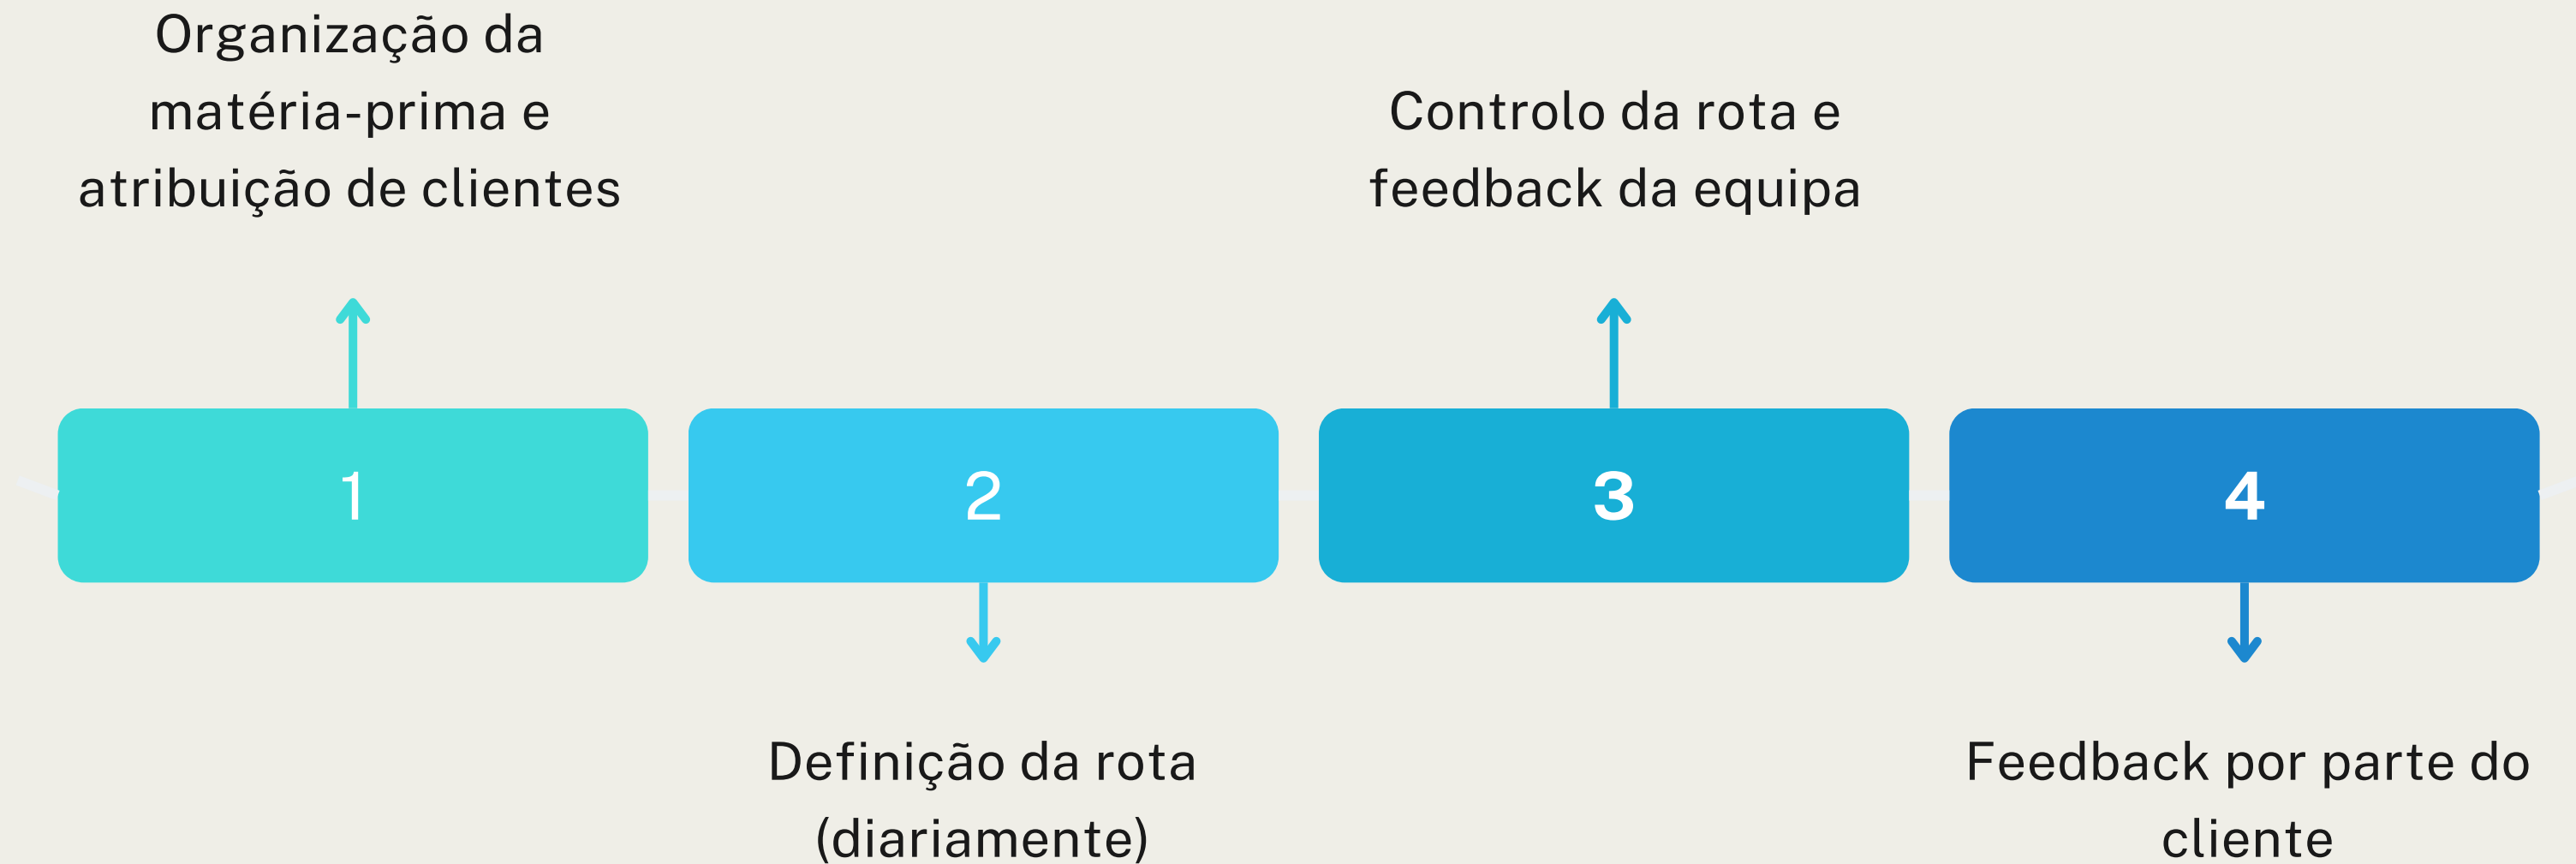 Organização da
matéria-prima e
atribuição de clientes
Controlo da rota e
feedback da equipa
1
2
3
4
Definição da rota
(diariamente)
Feedback por parte do
cliente